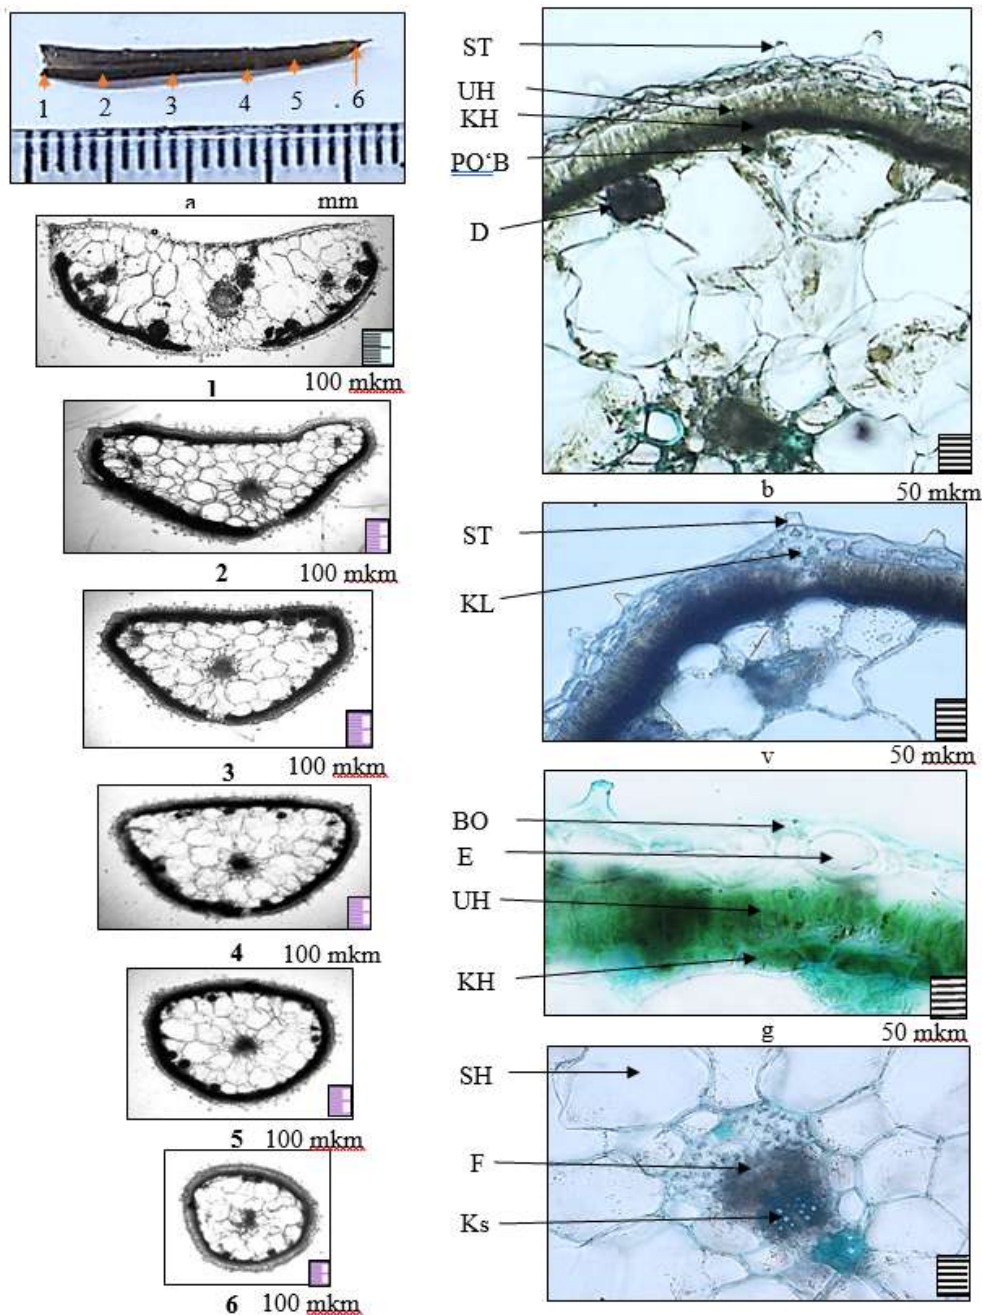 1 2 3 4 5 6
a mm
1 100 mkm
2 100 mkm
3 100 mkm
4 100 mkm
5 100 mkm
6 100 mkm
ST
UH
KH
PO‘B
D
b 50 mkm
ST
KL
v 50 mkm
BO
E
UH
KH
g 50 mkm
SH
F
Ks